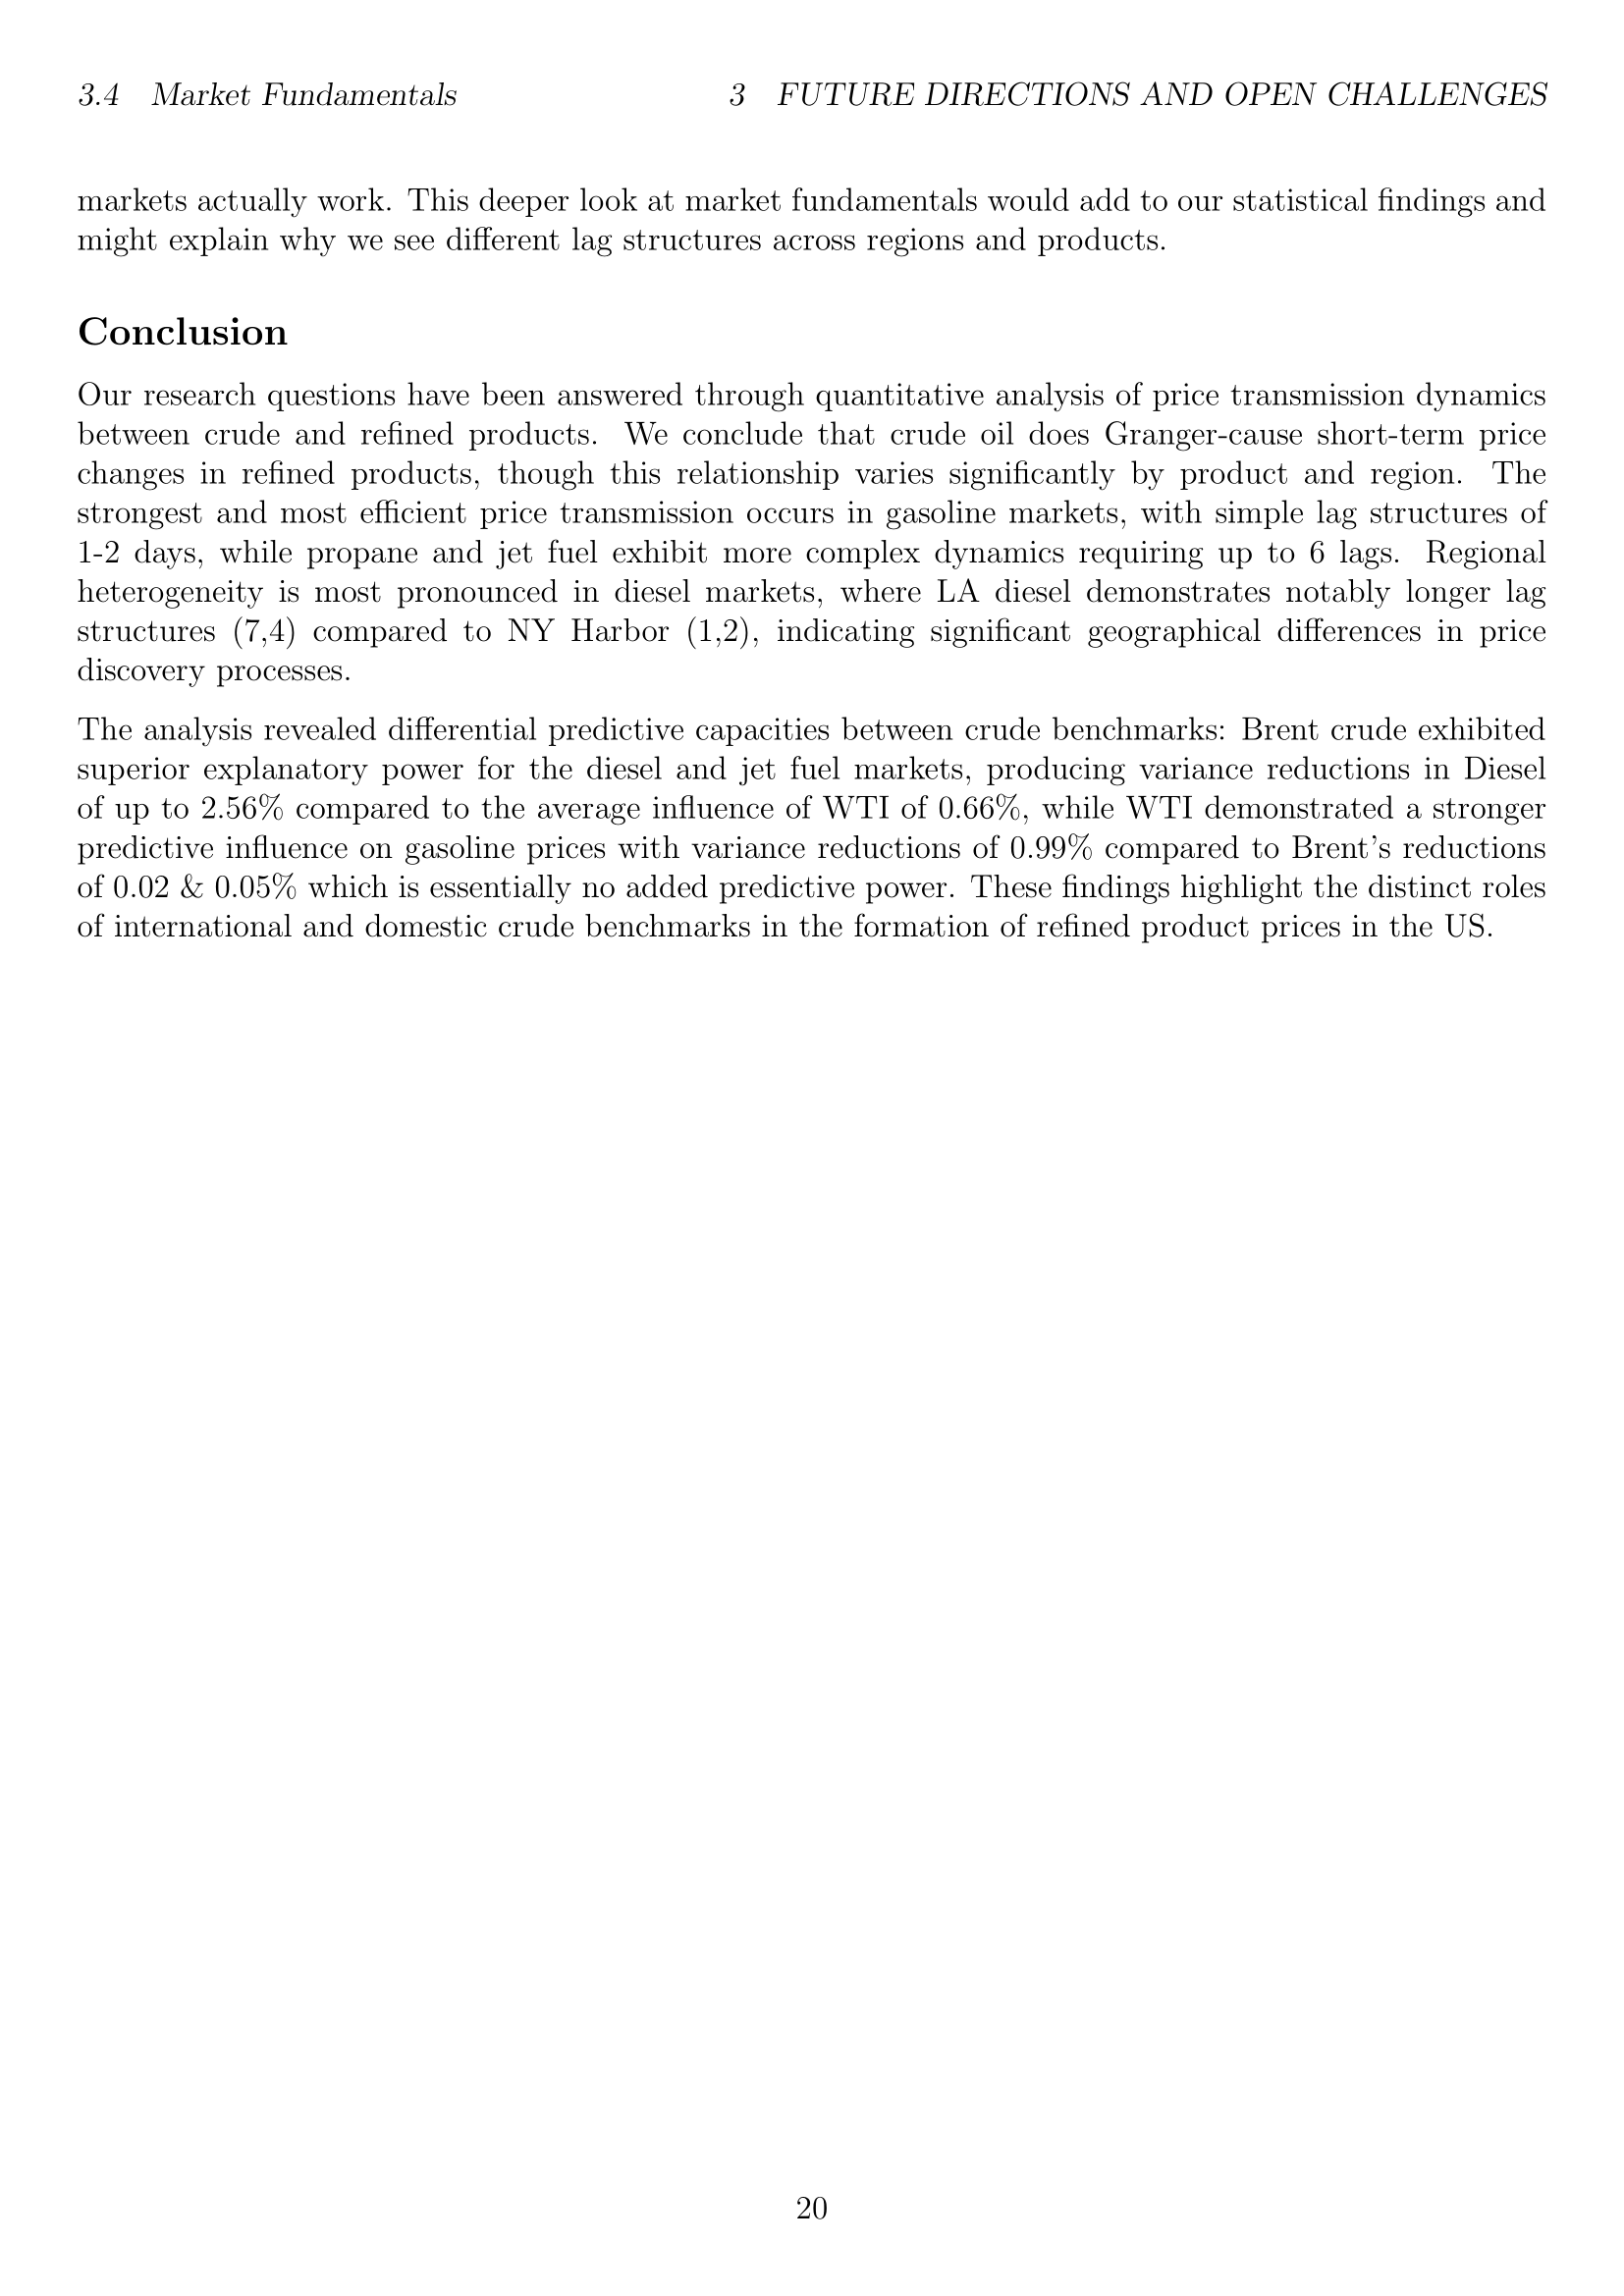 3.4 Market Fundamentals 3 FUTURE DIRECTIONS AND OPEN CHALLENGES
markets actually work. This deeper look at market fundamentals would add to our statistical findings and
might explain why we see different lag structures across regions and products.
Conclusion
Our research questions have been answered through quantitative analysis of price transmission dynamics
between crude and refined products. We conclude that crude oil does Granger-cause short-term price
changes in refined products, though this relationship varies significantly by product and region. The
strongest and most efficient price transmission occurs in gasoline markets, with simple lag structures of
1-2 days, while propane and jet fuel exhibit more complex dynamics requiring up to 6 lags. Regional
heterogeneity is most pronounced in diesel markets, where LA diesel demonstrates notably longer lag
structures (7,4) compared to NY Harbor (1,2), indicating significant geographical differences in price
discovery processes.
The analysis revealed differential predictive capacities between crude benchmarks: Brent crude exhibited
superior explanatory power for the diesel and jet fuel markets, producing variance reductions in Diesel
of up to 2.56% compared to the average influence of WTI of 0.66%, while WTI demonstrated a stronger
predictive influence on gasoline prices with variance reductions of 0.99% compared to Brent's reductions
of 0.02 & 0.05% which is essentially no added predictive power. These findings highlight the distinct roles
of international and domestic crude benchmarks in the formation of refined product prices in the US.
20